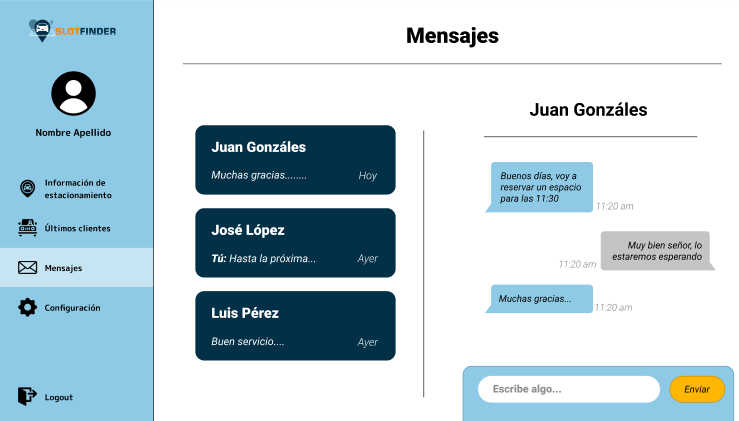 SLOTFINDER
Nombre Apellido
Información de
estacionamiento
Últimos clientes
Mensajes
Configuración
Logout
Mensajes
Juan Gonzáles
Muchas gracias........ Hoy
José López
Tú: Hasta la próxima... Ayer
Luis Pérez
Buen servicio.... Ayer
Juan Gonzáles
Buenos días, voy a
reservar un espacio
para las 11:30
11:20 am
Muy bien señor, lo
estaremos esperando
11:20 am
Muchas gracias...
11:20 am
Escribe algo...
Enviar